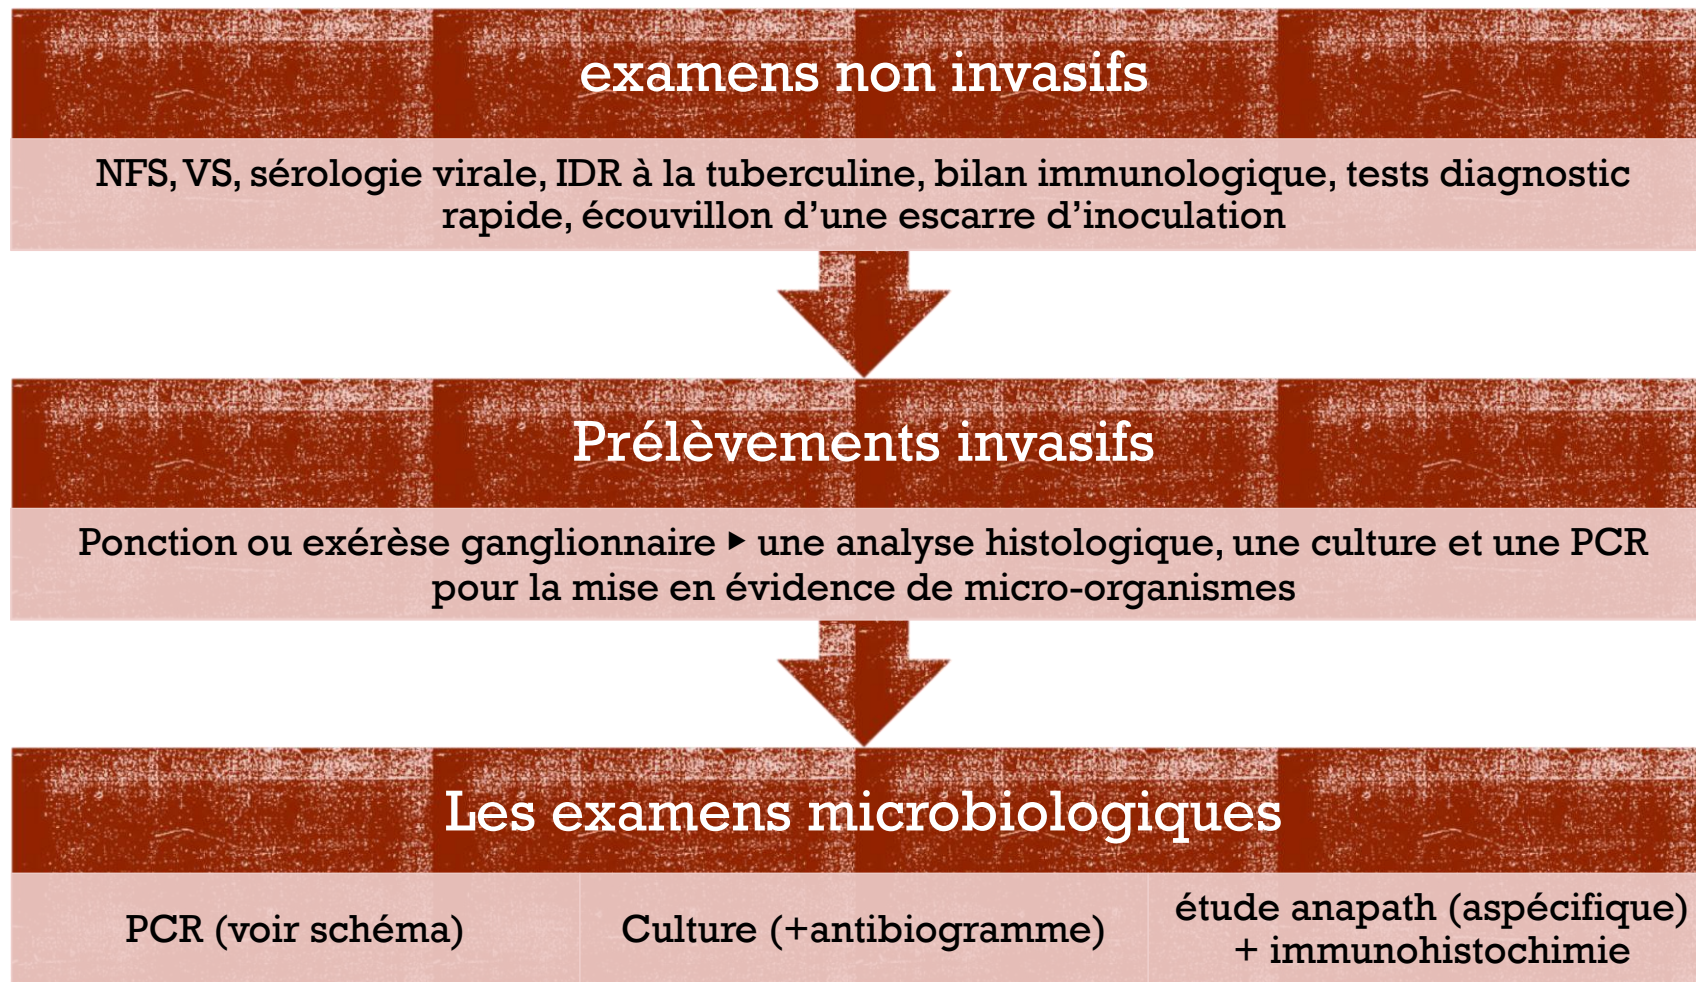 examens non invasifs
NFS, VS, sérologie virale, IDR à la tuberculine, bilan immunologique, tests diagnostic
rapide, écouvillon d’une escarre d’inoculation
Prélèvements invasifs
Ponction ou exérèse ganglionnaire ▸ une analyse histologique, une culture et une PCR
pour la mise en évidence de micro-organismes
Les examens microbiologiques
PCR (voir schéma)
Culture (+antibiogramme)
étude anapath (aspécifique)
+ immunohistochimie